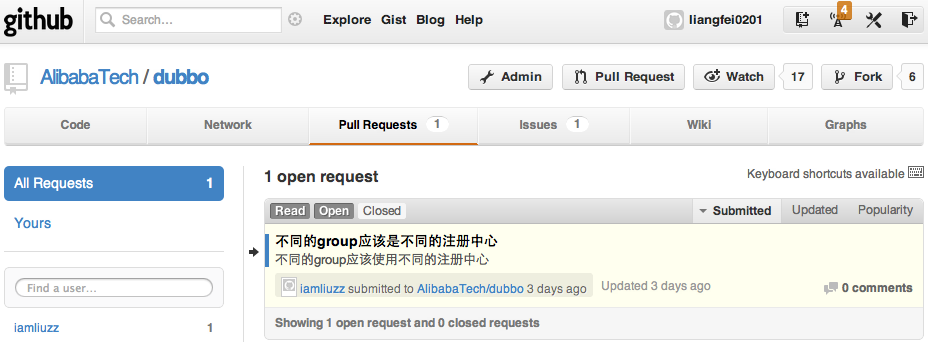 github Search... Explore Gist Blog Help liangfei0201 4
AlibabaTech / dubbo Admin Pull Request Watch 17 Fork 6
Code Network Pull Requests 1 Issues 1 Wiki Graphs
All Requests 1
Yours
Find a user...
iamliuzz 1
1 open request Keyboard shortcuts available
Read Open Closed Submitted Updated Popularity
不同的group应该是不同的注册中心
不同的group应该使用不同的注册中心
iamliuzz submitted to AlibabaTech/dubbo 3 days ago Updated 3 days ago 0 comments
Showing 1 open request and 0 closed requests